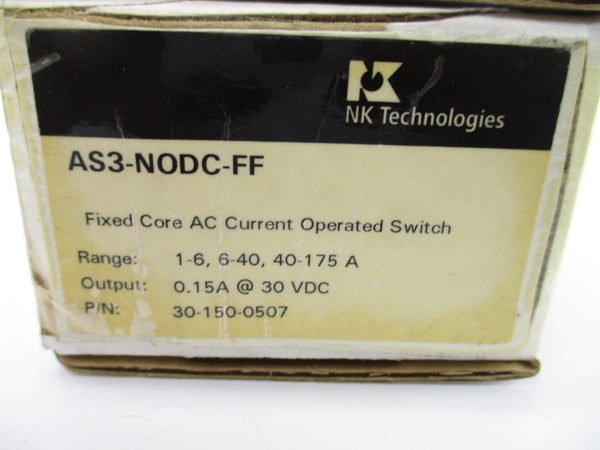 NK
NK Technologies
AS3-NODC-FF
Fixed Core AC Current Operated Switch
Range: 1-6, 6-40, 40-175 A
Output: 0.15A @ 30 VDC
P/N: 30-150-0507